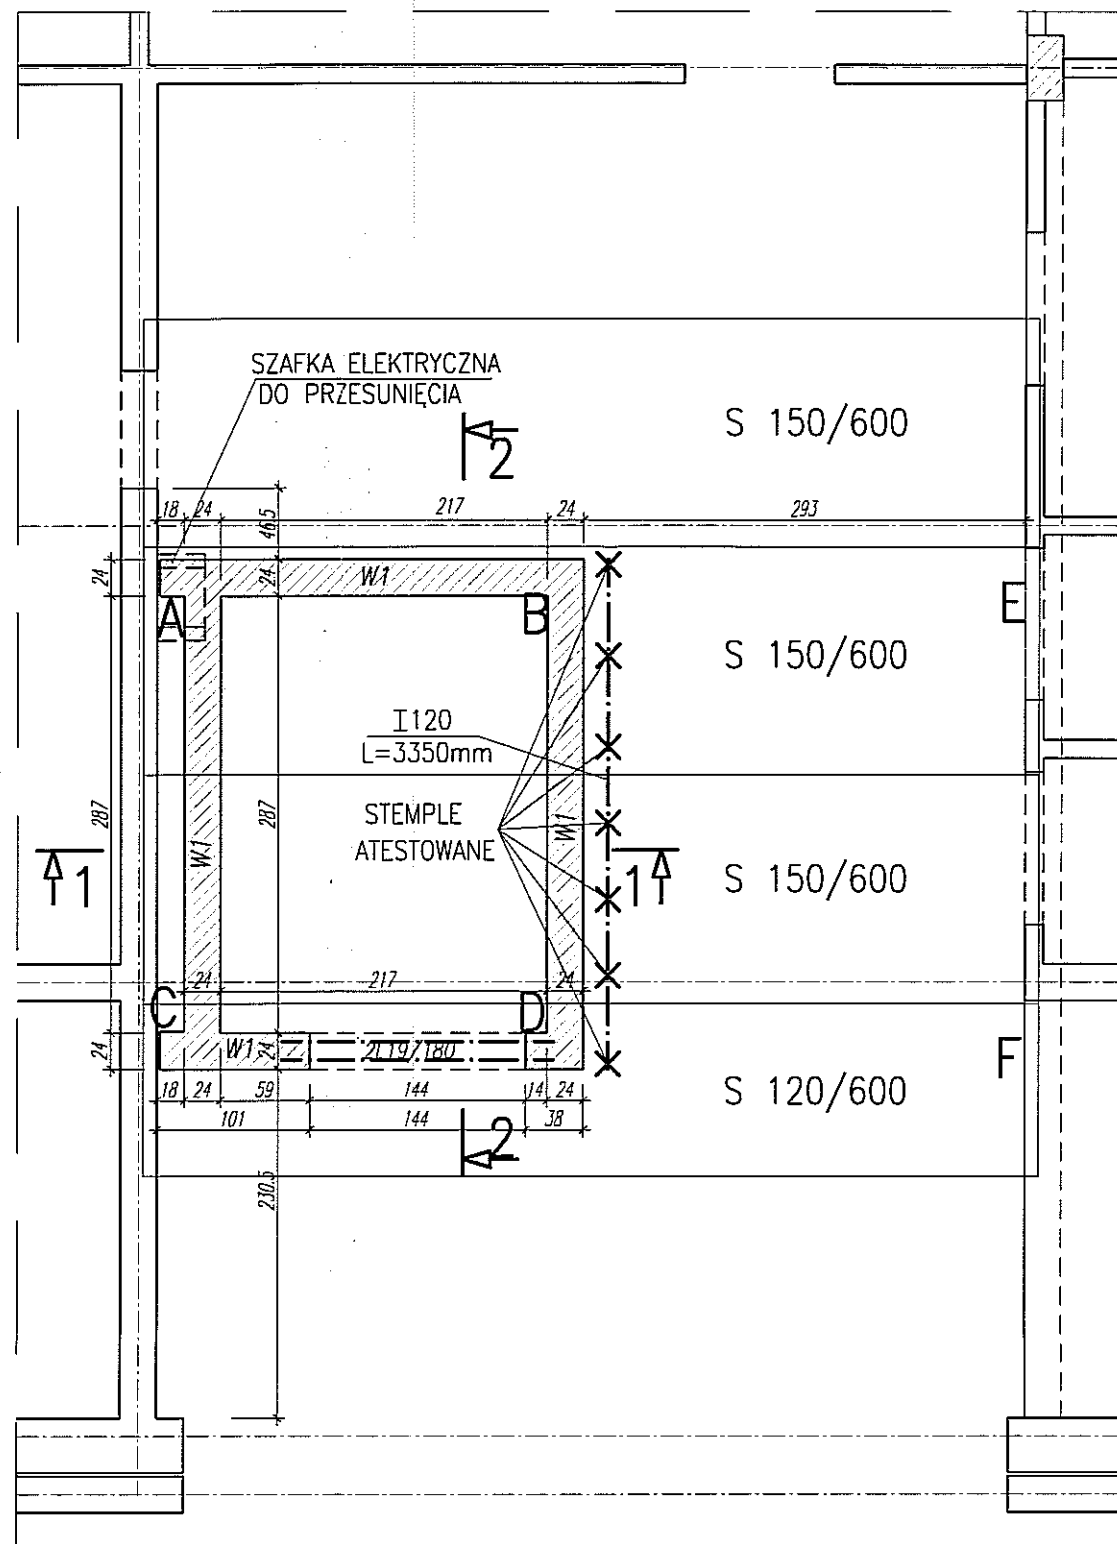 SZAFKA ELEKTRYCZNA
DO PRZESUNIĘCIA
S 150/600
2
18
24
217
24
293
46.5
24
24
W1
A
B
E
S 150/600
I120
L=3350mm
287
287
STEMPLE
ATESTOWANE
W1
W1
1
1
S 150/600
24
217
24
C
D
24
W1
24
2L19/180
F
18
24
59
144
14
24
S 120/600
101
144
38
2
230.5